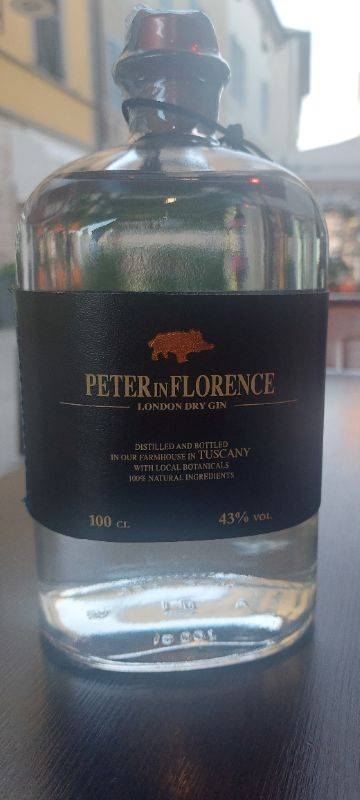 PETER IN FLORENCE
LONDON DRY GIN
DISTILLED AND BOTTLED
IN OUR FARMHOUSE IN TUSCANY
WITH LOCAL BOTANICALS
100% NATURAL INGREDIENTS
100 CL 43% VOL